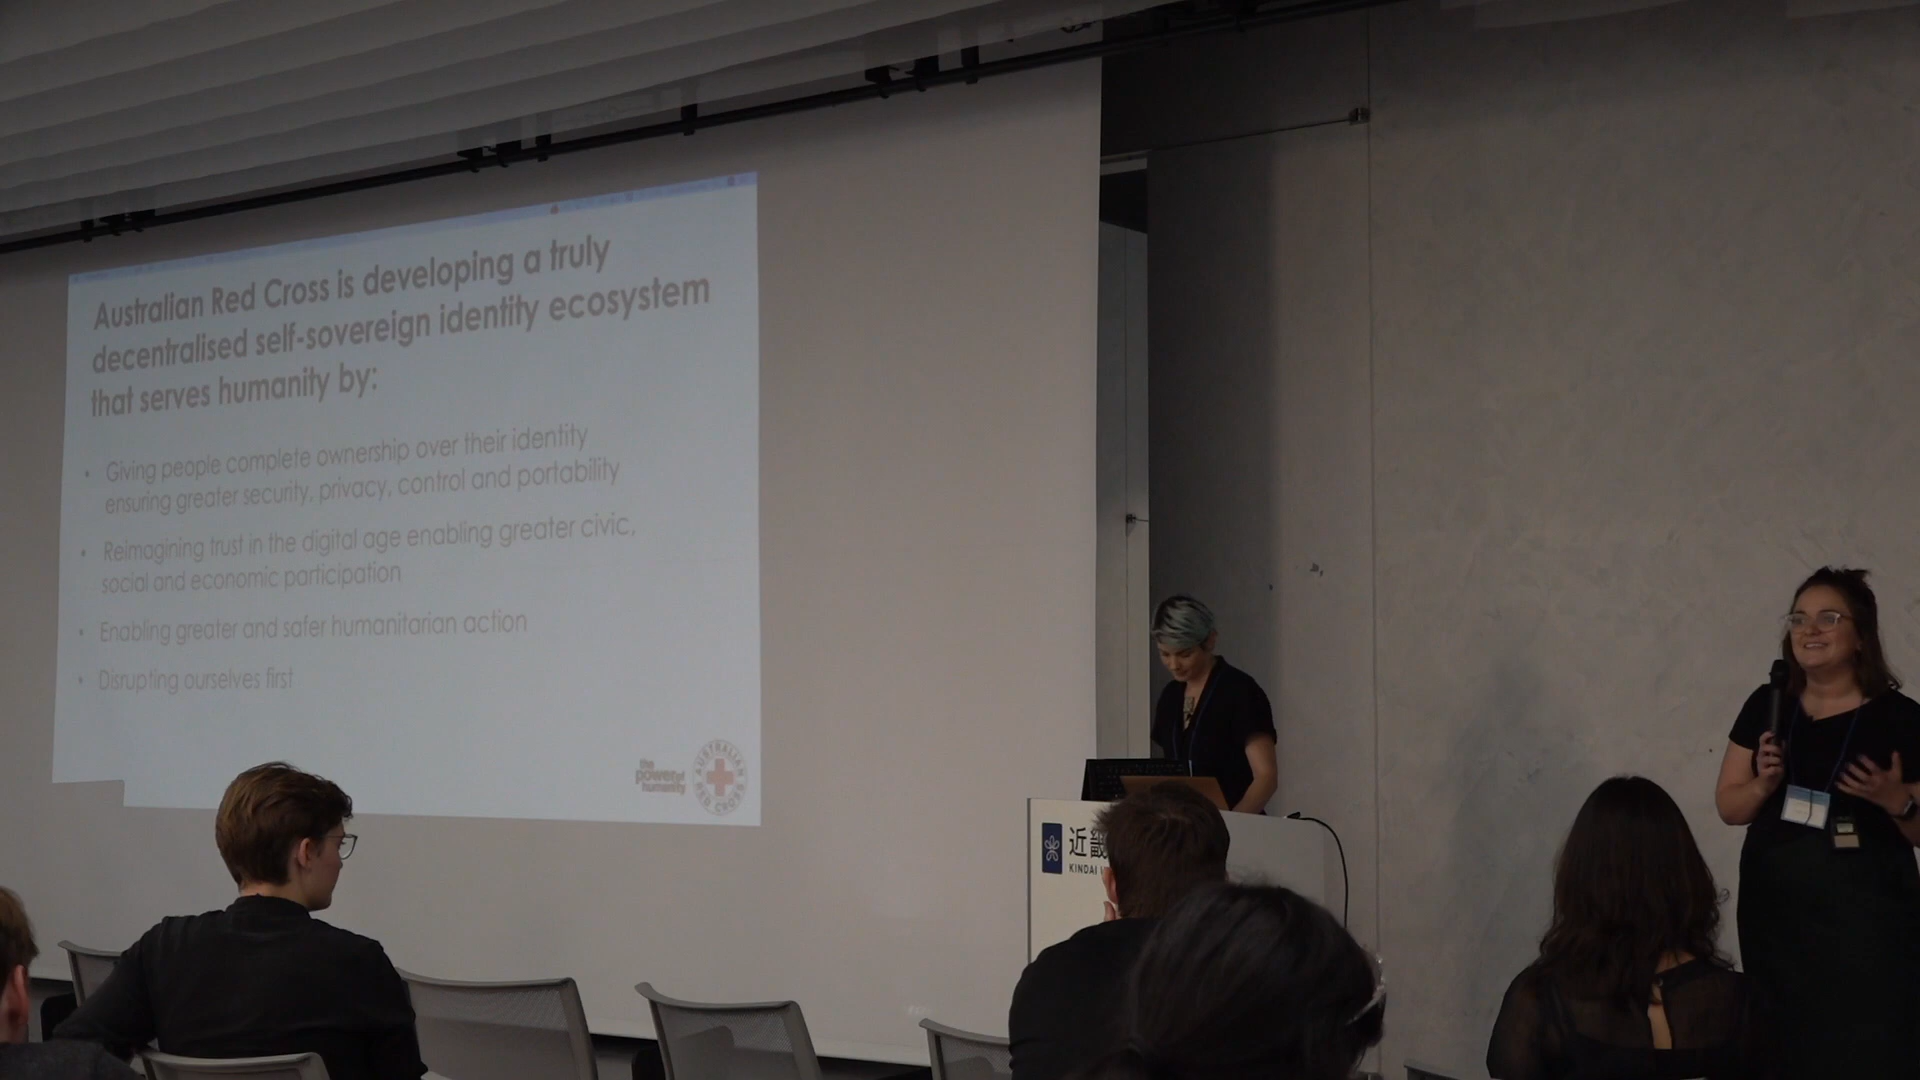 Australian Red Cross is developing a truly
decentralised self-sovereign identity ecosystem
that serves humanity by:
• Giving people complete ownership over their identity
ensuring greater security, privacy, control and portability
• Reimagining trust in the digital age enabling greater civic,
social and economic participation
• Enabling greater and safer humanitarian action
• Disrupting ourselves first
the
power of
humanity
AUSTRALIAN
RED CROSS
近畿
KINDAI